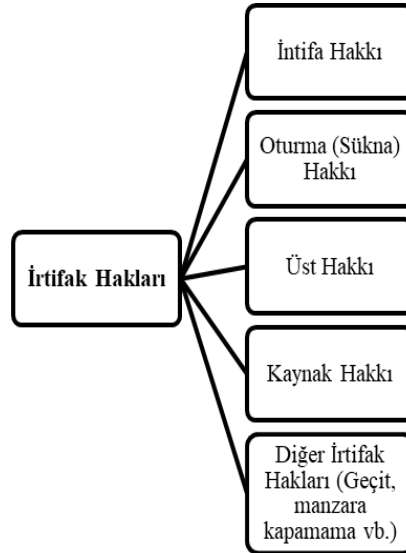 İrtifak Hakları
İntifa Hakkı
Oturma (Sükna)
Hakkı
Üst Hakkı
Kaynak Hakkı
Diğer İrtifak
Hakları (Geçit,
manzara
kapamama vb.)